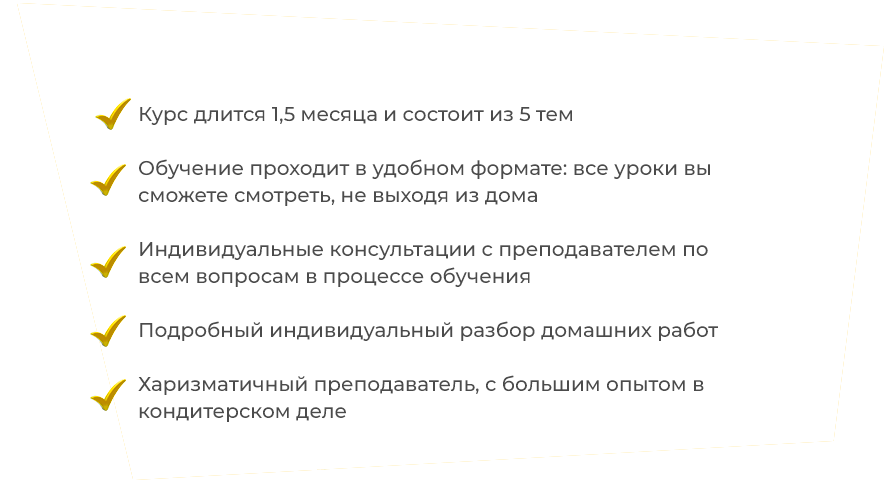 Курс длится 1,5 месяца и состоит из 5 тем
Обучение проходит в удобном формате: все уроки вы
сможете смотреть, не выходя из дома
Индивидуальные консультации с преподавателем по
всем вопросам в процессе обучения
Подробный индивидуальный разбор домашних работ
Харизматичный преподаватель, с большим опытом в
кондитерском деле